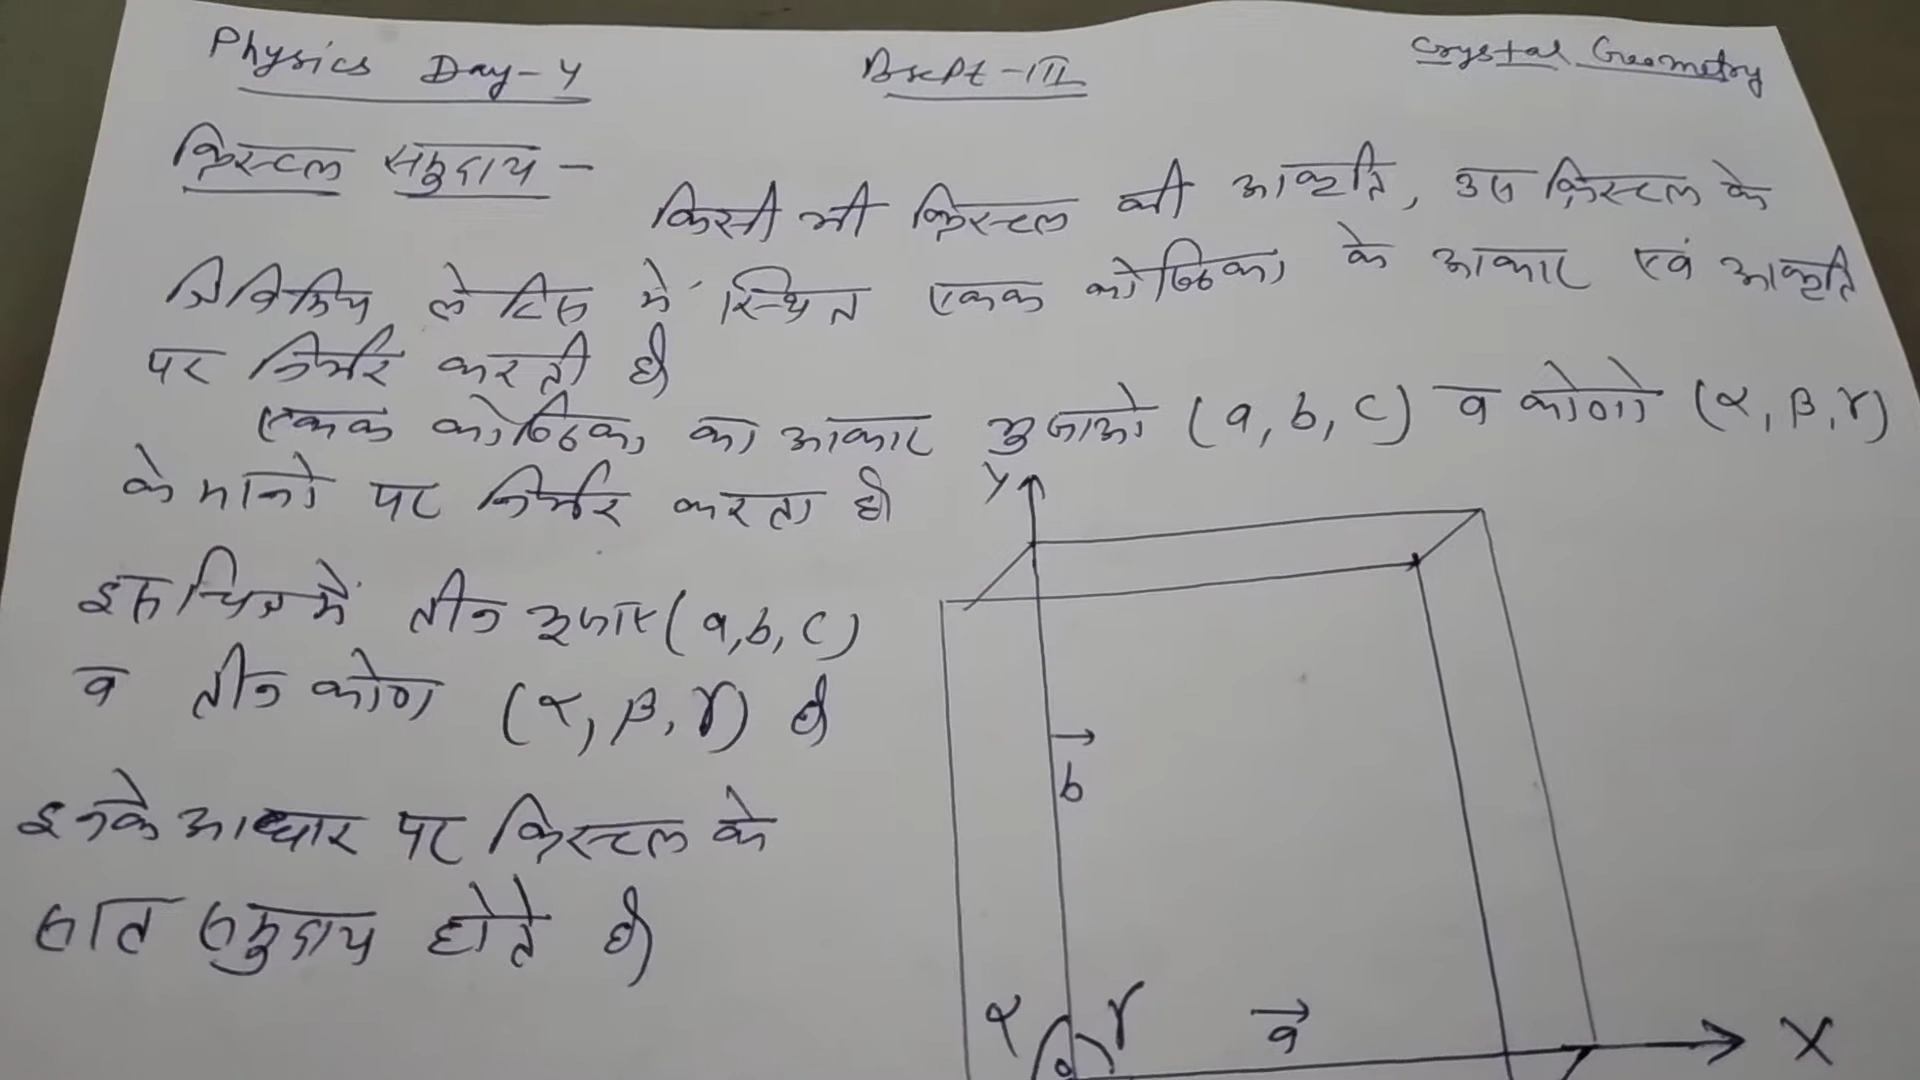 Physics Day-4
Bsc Pt-III
Crystal Geometry
क्रिस्टल समुदाय -
किसी भी क्रिस्टल की आकृति, उस क्रिस्टल के
त्रिविमिय लेटिस में स्थित एकक कोष्ठिका के आकार एवं आकृति
पर निर्भर करती है
एकक कोष्ठिका का आकार भुजाओ (a, b, c) व कोणो (α, β, γ)
के मानो पर निर्भर करता है
इस चित्र में तीन भुजाए (a, b, c)
व तीन कोण (α, β, γ) है
इनके आधार पर क्रिस्टल के
सात समुदाय होते है
Y
b
α
γ
a
X